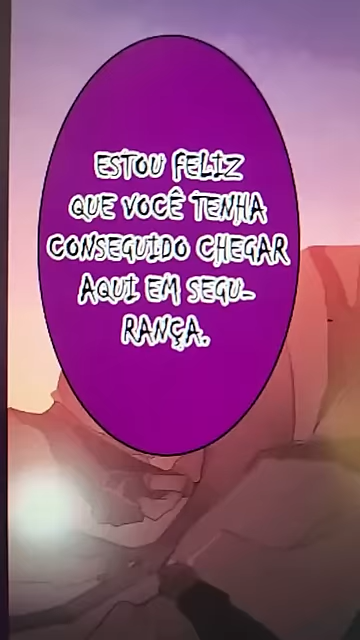 ESTOU FELIZ
QUE VOCÊ TENHA
CONSEGUIDO CHEGAR
AQUI EM SEGU-
RANÇA.